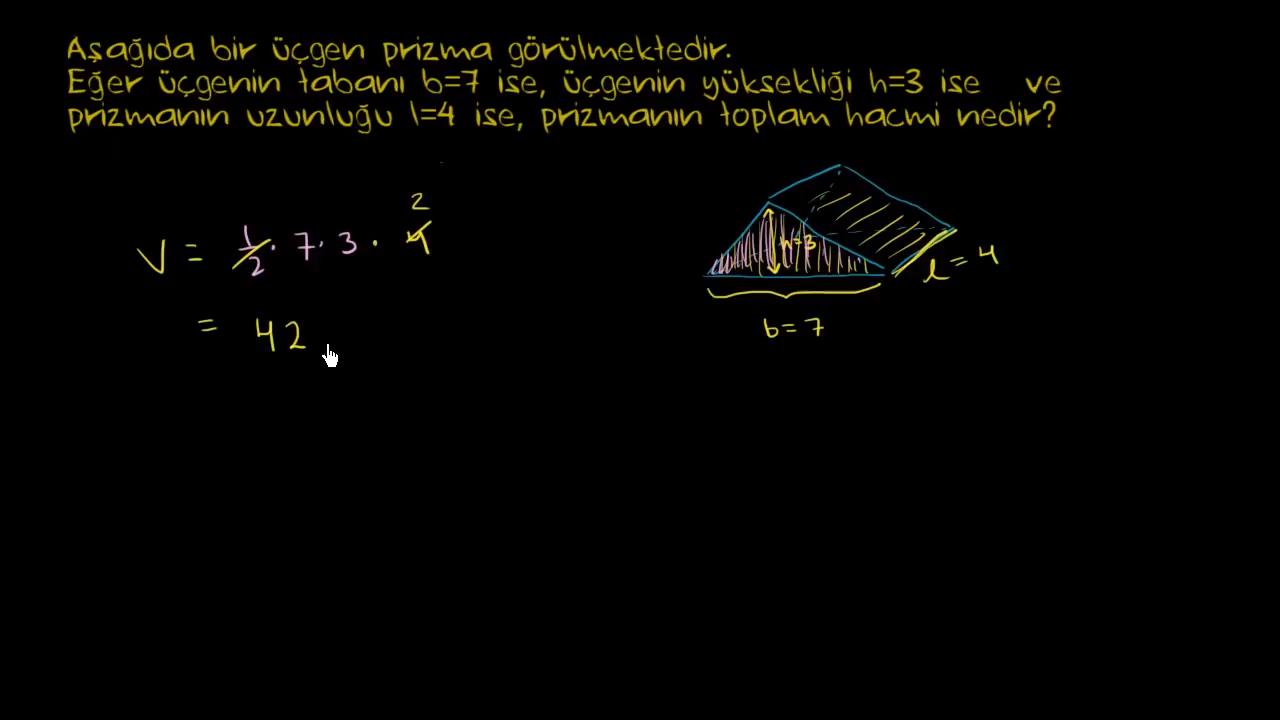 Aşağıda bir üçgen prizma görülmektedir.
Eğer üçgenin tabanı b=7 ise, üçgenin yüksekliği h=3 ise ve
prizmanın uzunluğu l=4 ise, prizmanın toplam hacmi nedir?
2
V = 1/2 · 7 · 3 · 4
= 42
h=3
l = 4
b = 7